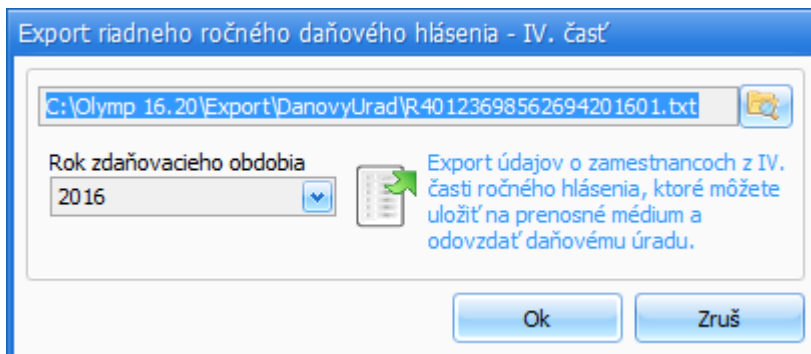 Export riadneho ročného daňového hlásenia - IV. časť
C:\Olymp 16.20\Export\DanovyUrad\R40123698562694201601.txt
Rok zdaňovacieho obdobia
2016
Export údajov o zamestnancoch z IV.
časti ročného hlásenia, ktoré môžete
uložiť na prenosné médium a
odovzdať daňovému úradu.
Ok
Zruš